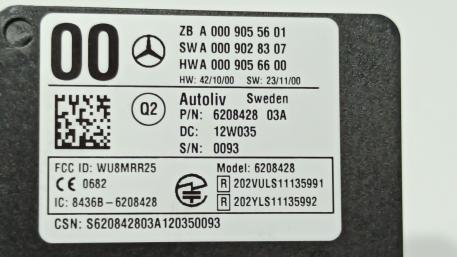 00
ZB A 000 905 56 01
SW A 000 902 83 07
HW A 000 905 66 00
HW: 42/10/00 SW: 23/11/00
Q2
Autoliv Sweden
P/N: 6208428 03A
DC: 12W035
S/N: 0093
FCC ID: WU8MRR25
CE 0682
IC: 8436B-6208428
Model: 6208428
R 202VULS11135991
R 202YLS11135992
CSN: S620842803A120350093